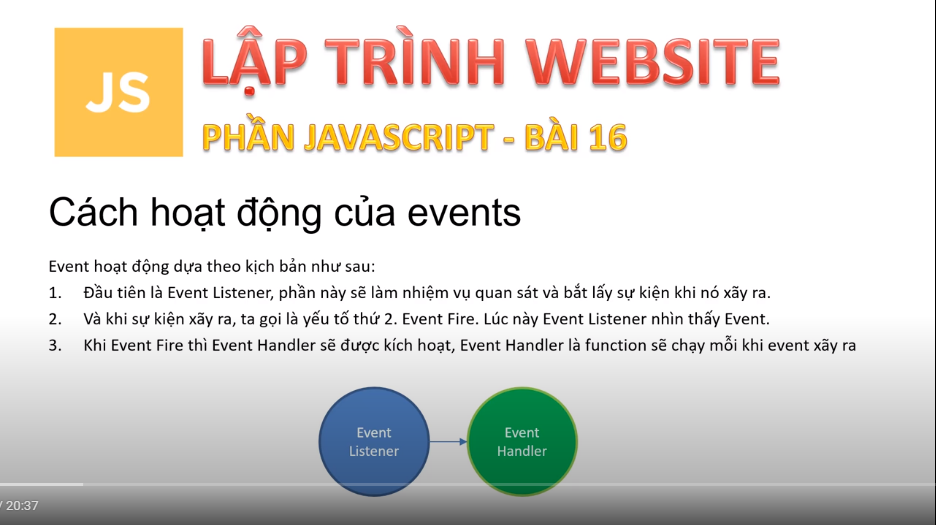 JS
LẬP TRÌNH WEBSITE
PHẦN JAVASCRIPT - BÀI 16
Cách hoạt động của events
Event hoạt động dựa theo kịch bản như sau:
1. Đầu tiên là Event Listener, phần này sẽ làm nhiệm vụ quan sát và bắt lấy sự kiện khi nó xãy ra.
2. Và khi sự kiện xãy ra, ta gọi là yếu tố thứ 2. Event Fire. Lúc này Event Listener nhìn thấy Event.
3. Khi Event Fire thì Event Handler sẽ được kích hoạt, Event Handler là function sẽ chạy mỗi khi event xãy ra
Event
Listener
Event
Handler
/ 20:37